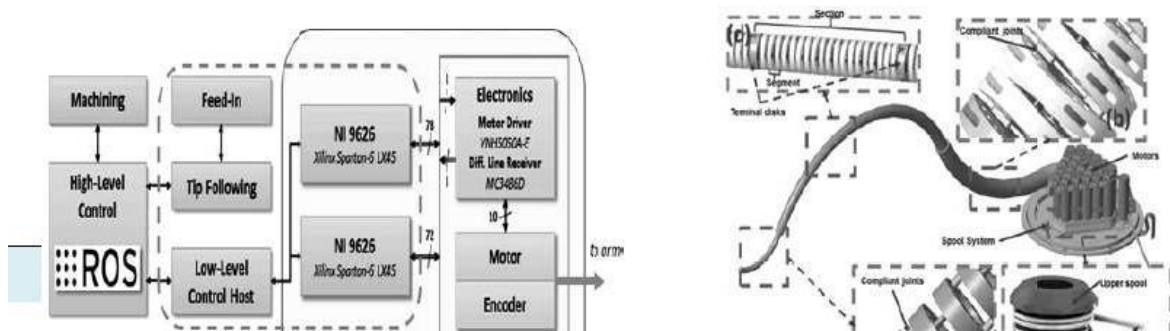 Machining
Feed-In
High-Level
Control
ROS
Tip Following
Low-Level
Control Host
NI 9626
Xilinx Spartan-6 LX45
NI 9626
Xilinx Spartan-6 LX45
78
72
Electronics
Motor Driver
VNH5050A-E
Diff. Line Receiver
MC3486D
10
Motor
Encoder
to arm
Section
(c)
Segment
Terminal disks
Compliant joints
(b)
Motors
Spool System
Compliant joints
Upper spool